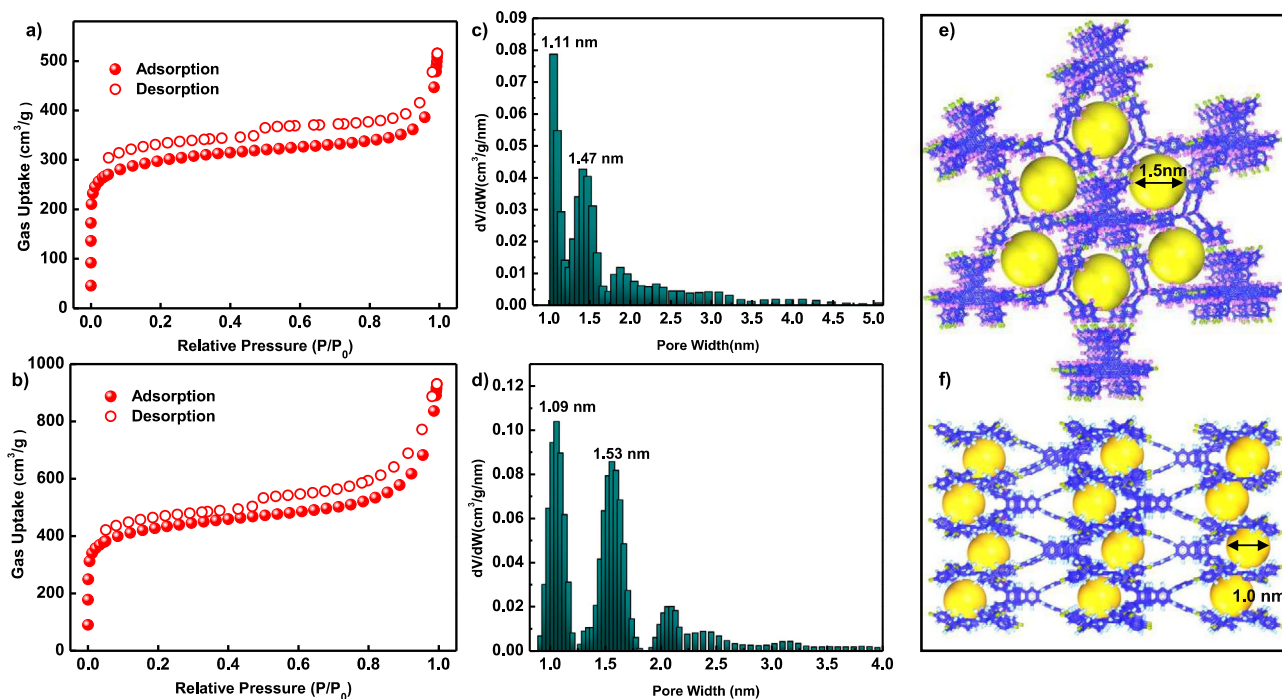 a)
Adsorption
Desorption
Gas Uptake (cm³/g)
500
400
300
200
100
0
0.0 0.2 0.4 0.6 0.8 1.0
Relative Pressure (P/P₀)
c)
1.11 nm
1.47 nm
dV/dW(cm³/g/nm)
0.09
0.08
0.07
0.06
0.05
0.04
0.03
0.02
0.01
0.00
1.0 1.5 2.0 2.5 3.0 3.5 4.0 4.5 5.0
Pore Width(nm)
e)
1.5nm
b)
Adsorption
Desorption
Gas Uptake (cm³/g)
1000
800
600
400
200
0
0.0 0.2 0.4 0.6 0.8 1.0
Relative Pressure (P/P₀)
d)
1.09 nm
1.53 nm
dV/dW(cm³/g/nm)
0.12
0.10
0.08
0.06
0.04
0.02
0.00
1.0 1.5 2.0 2.5 3.0 3.5 4.0
Pore Width (nm)
f)
1.0 nm